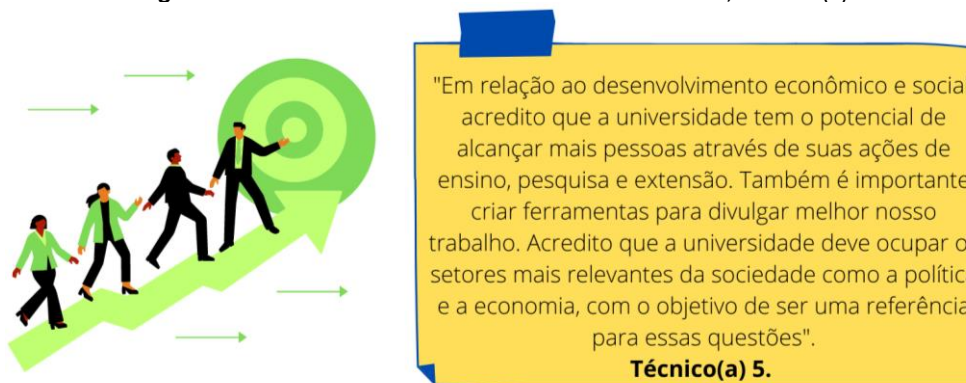 "Em relação ao desenvolvimento econômico e socia
acredito que a universidade tem o potencial de
alcançar mais pessoas através de suas ações de
ensino, pesquisa e extensão. Também é importante
criar ferramentas para divulgar melhor nosso
trabalho. Acredito que a universidade deve ocupar o
setores mais relevantes da sociedade como a polític
e a economia, com o objetivo de ser uma referência
para essas questões".
Técnico(a) 5.